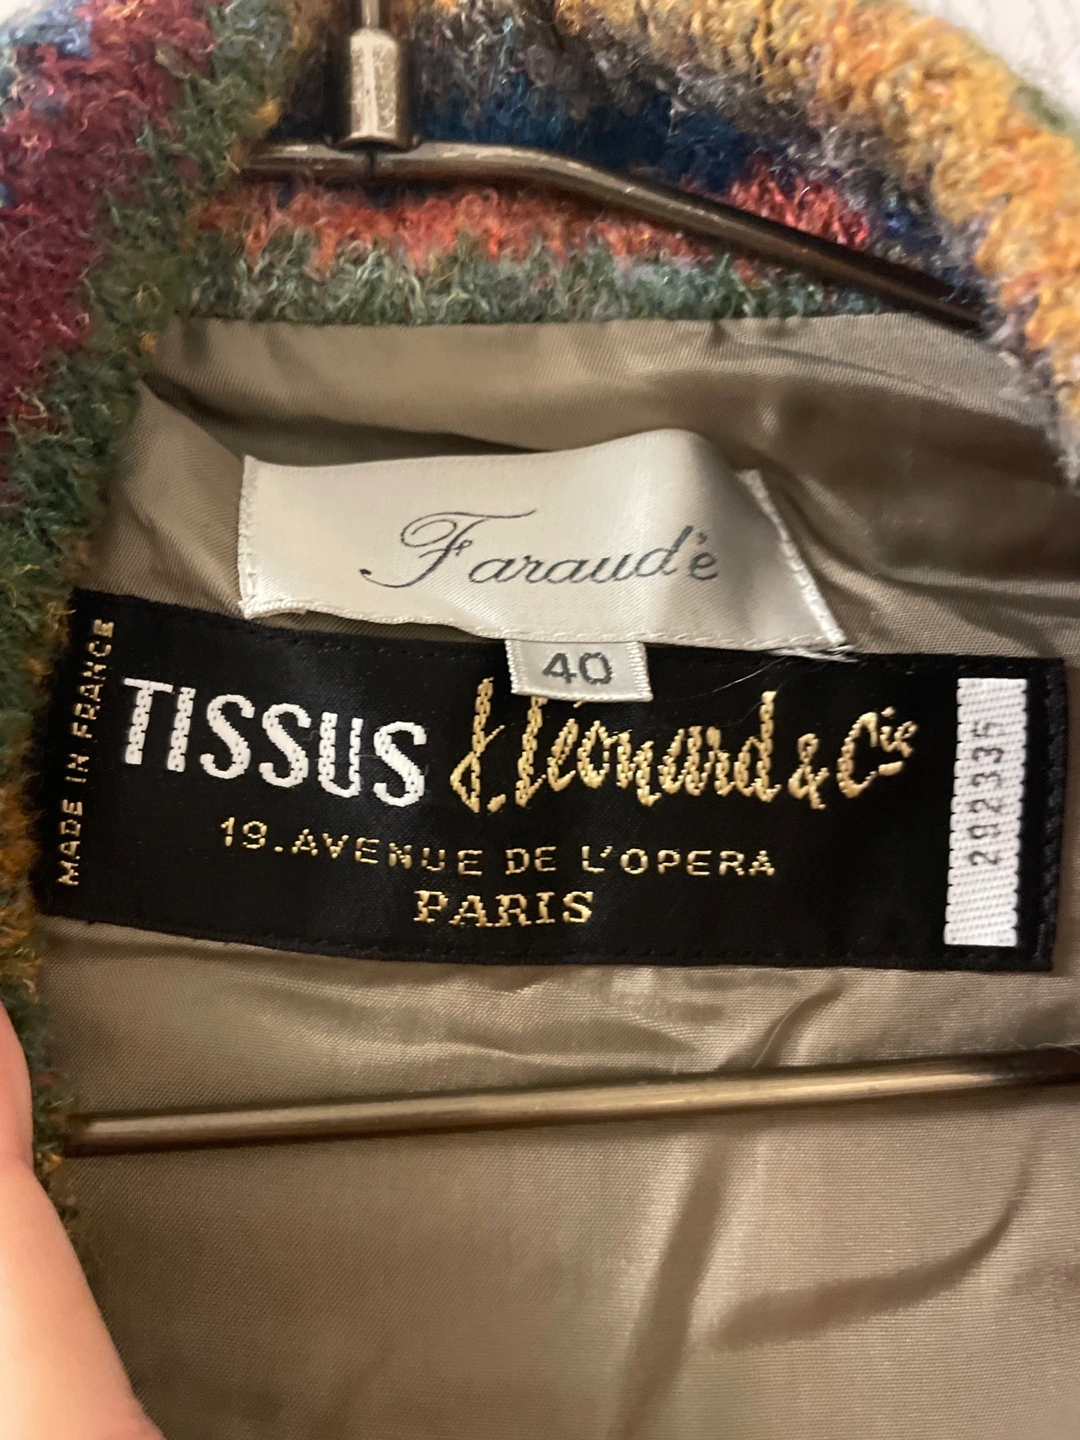 Faraud'è
40
MADE IN FRANCE
TISSUS J. Léonard & Cie
19. AVENUE DE L'OPERA
PARIS
292335